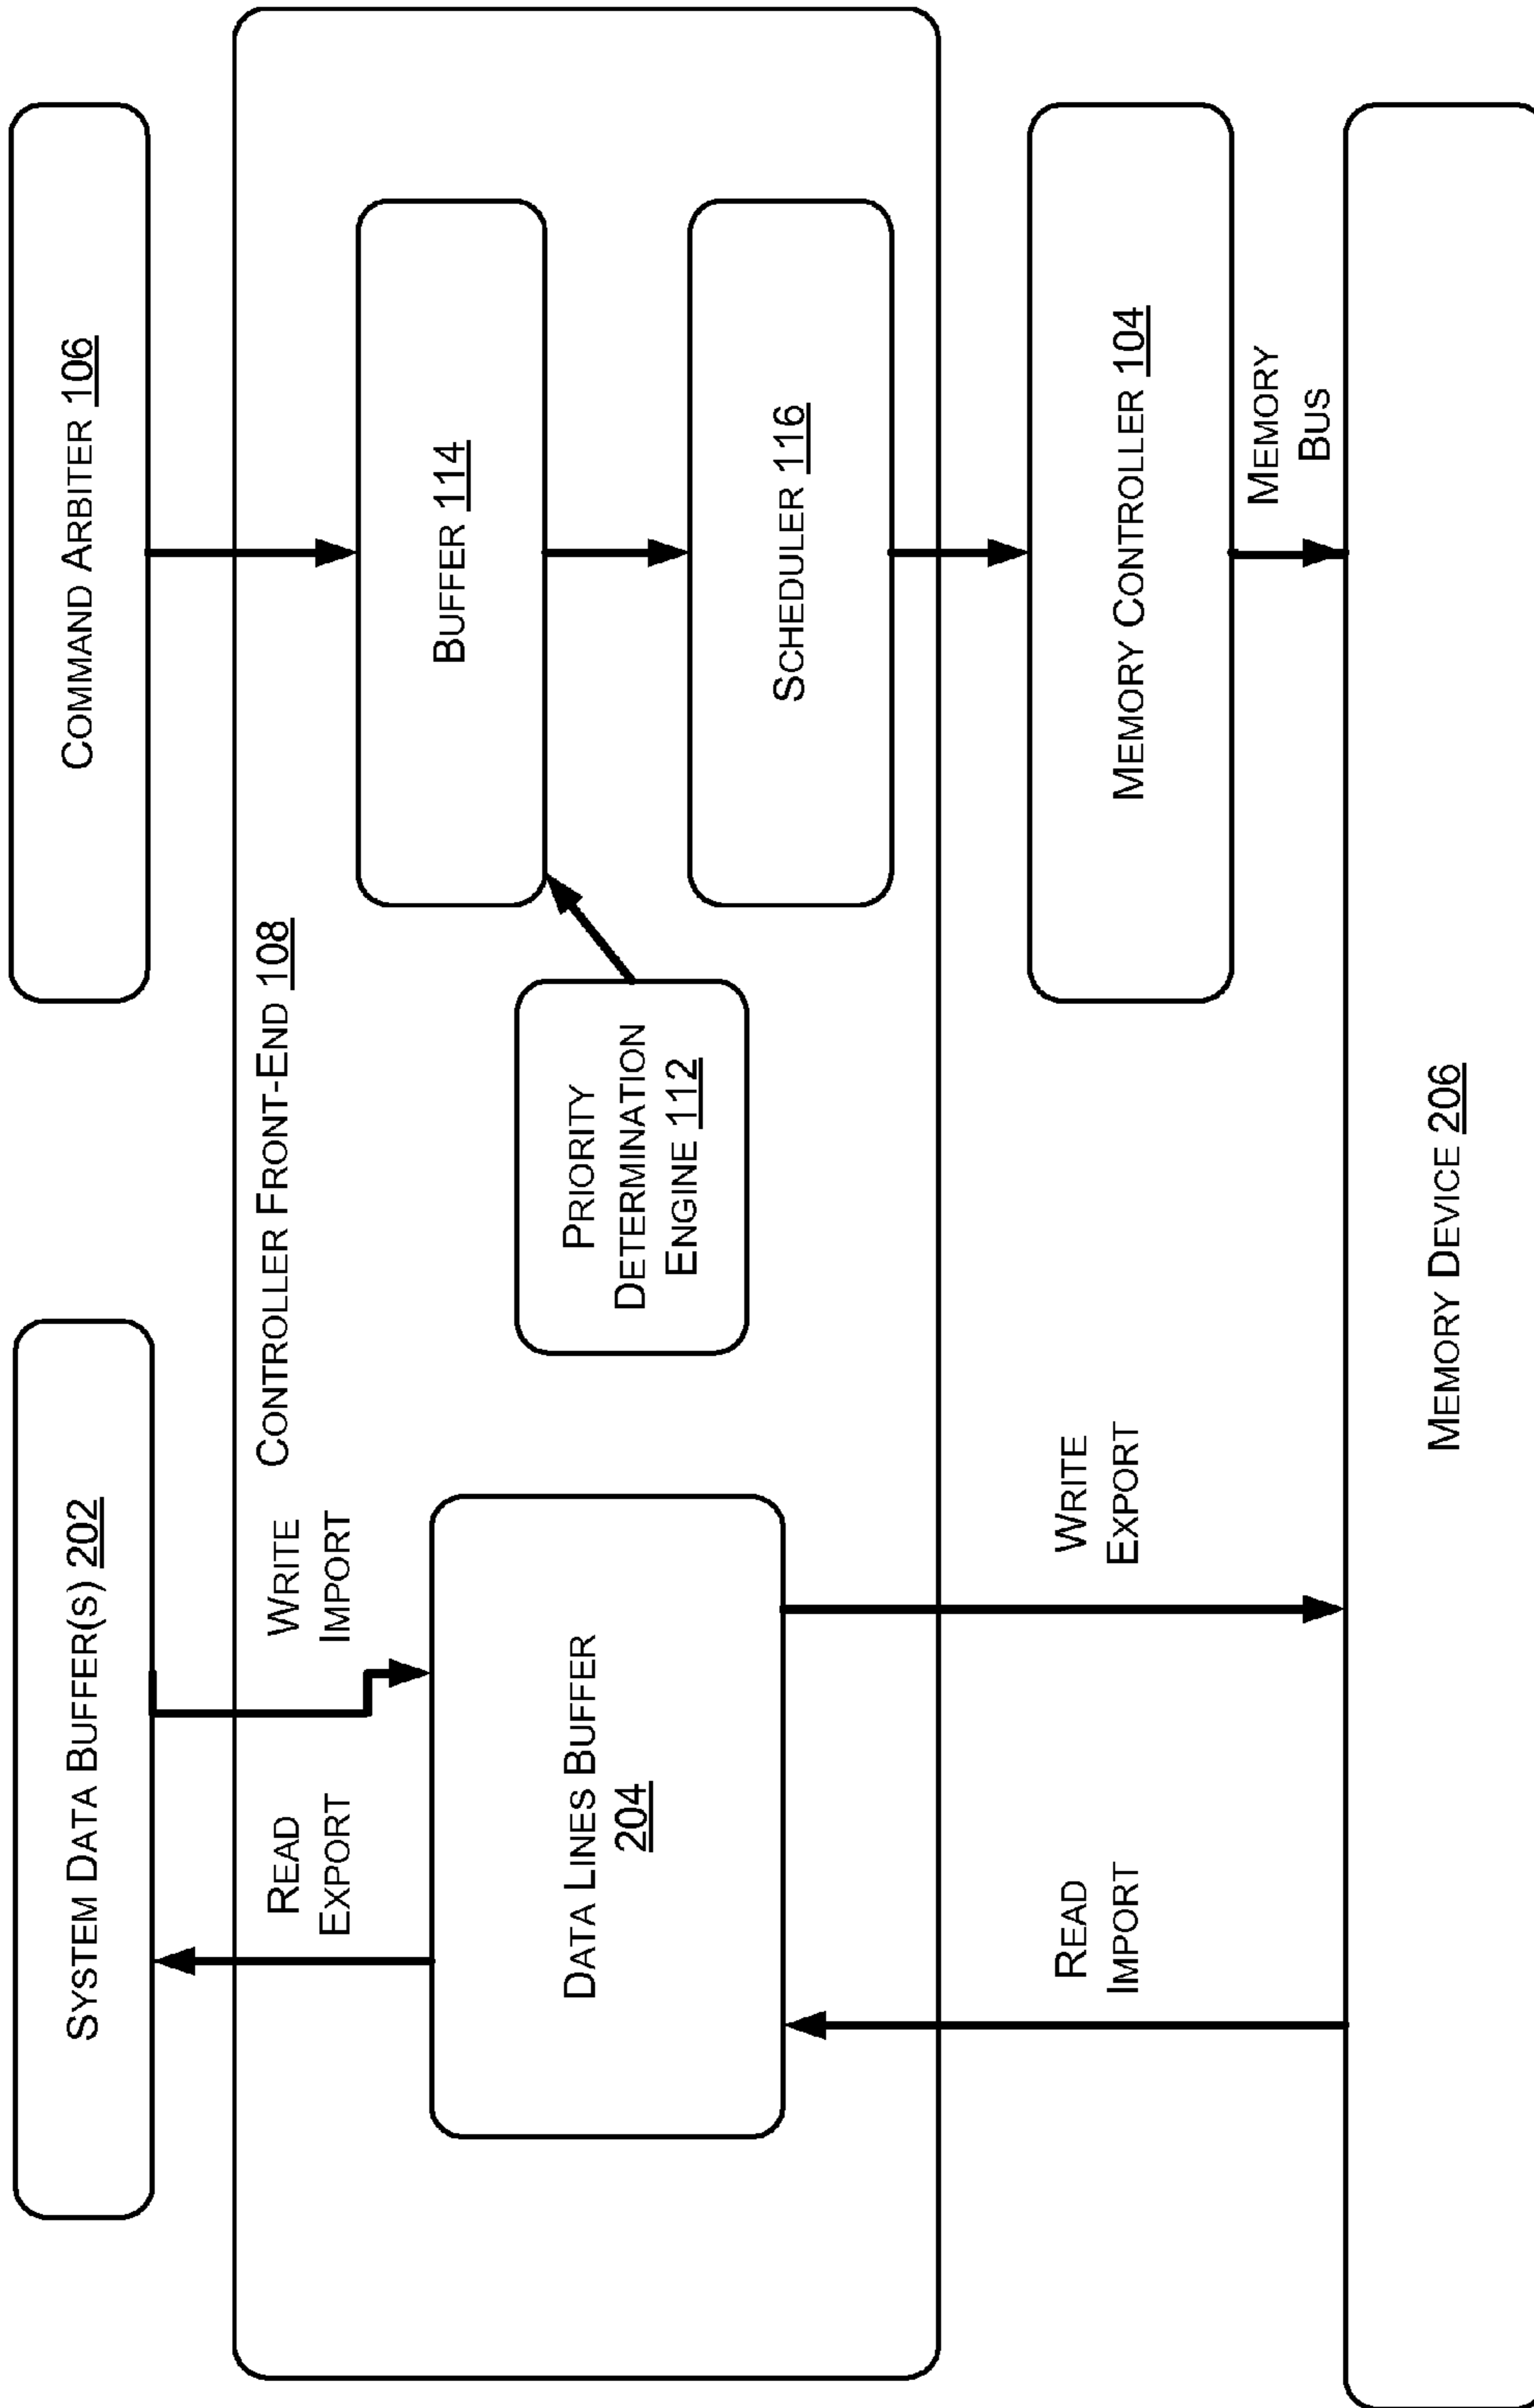 SYSTEM DATA BUFFER(S) 202
COMMAND ARBITER 106
CONTROLLER FRONT-END 108
READ
EXPORT
WRITE
IMPORT
BUFFER 114
DATA LINES BUFFER
204
PRIORITY
DETERMINATION
ENGINE 112
SCHEDULER 116
READ
IMPORT
WRITE
EXPORT
MEMORY CONTROLLER 104
MEMORY
BUS
MEMORY DEVICE 206